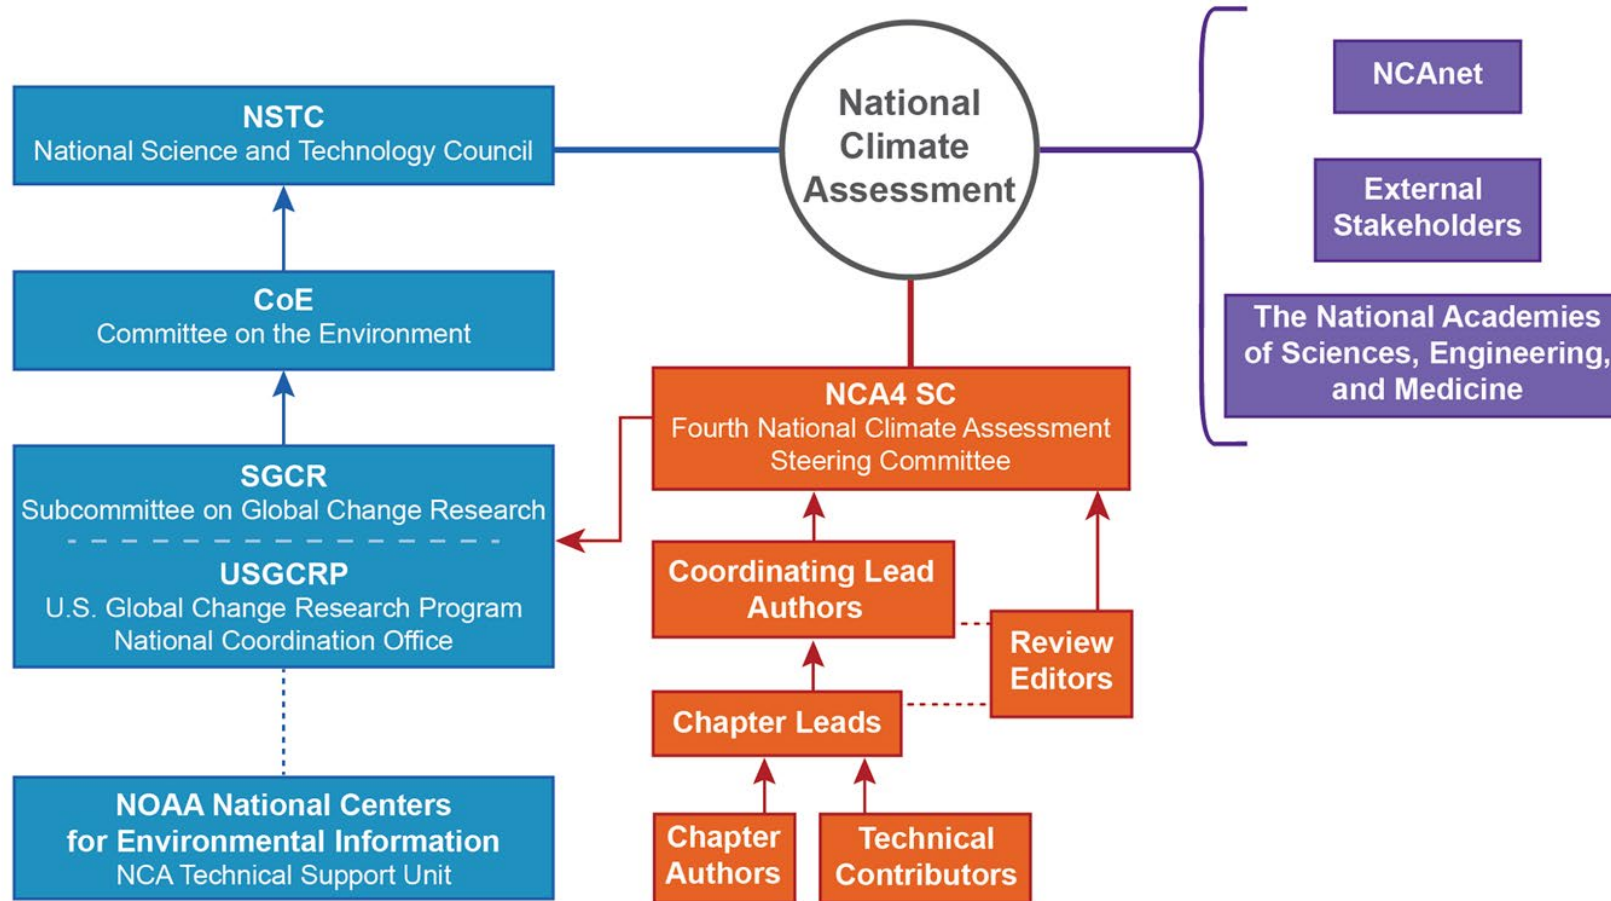 National
Climate
Assessment
NSTC
National Science and Technology Council
CoE
Committee on the Environment
SGCR
Subcommittee on Global Change Research
USGCRP
U.S. Global Change Research Program
National Coordination Office
NOAA National Centers
for Environmental Information
NCA Technical Support Unit
NCA4 SC
Fourth National Climate Assessment
Steering Committee
Coordinating Lead
Authors
Review
Editors
Chapter Leads
Chapter
Authors
Technical
Contributors
NCAnet
External
Stakeholders
The National Academies
of Sciences, Engineering,
and Medicine